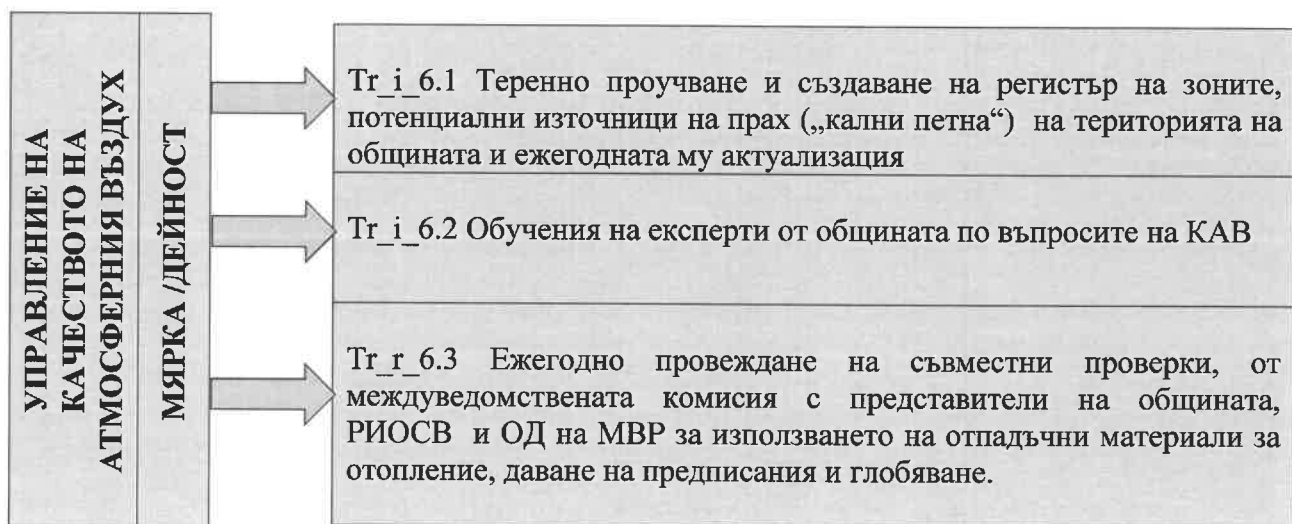 УПРАВЛЕНИЕ НА
КАЧЕСТВОТО НА
АТМОСФЕРНИЯ ВЪЗДУХ
МЯРКА /ДЕЙНОСТ
Tr_i_6.1 Теренно проучване и създаване на регистър на зоните,
потенциални източници на прах („кални петна“) на територията на
общината и ежегодната му актуализация
Tr_i_6.2 Обучения на експерти от общината по въпросите на КАВ
Tr_r_6.3 Ежегодно провеждане на съвместни проверки, от
междуведомствената комисия с представители на общината,
РИОСВ и ОД на МВР за използването на отпадъчни материали за
отопление, даване на предписания и глобяване.